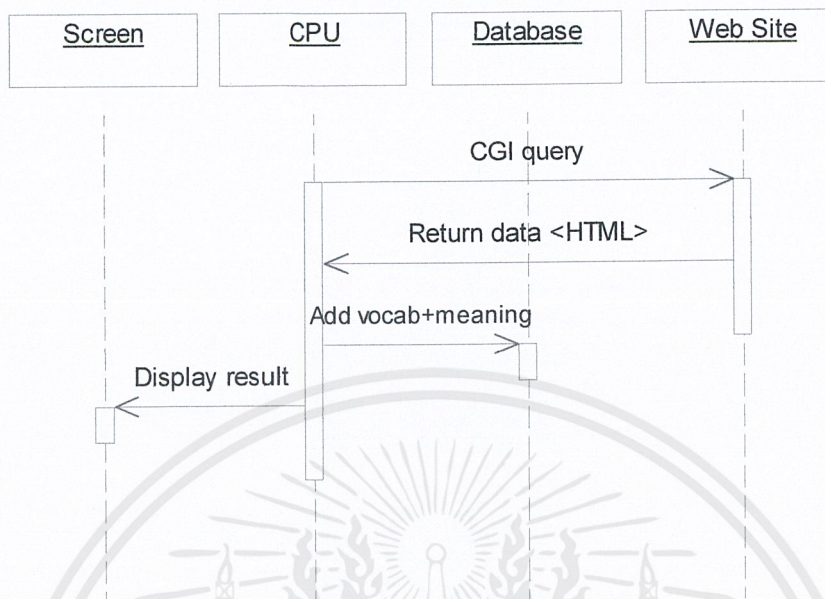 Screen
CPU
Database
Web Site
CGI query
Return data <HTML>
Add vocab+meaning
Display result